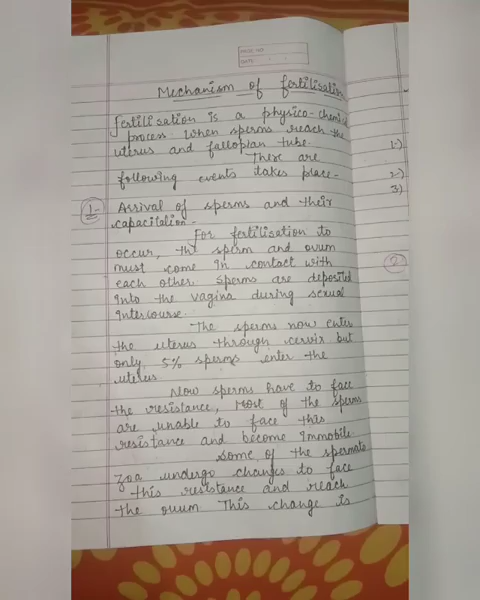 PAGE NO.
DATE: / /
Mechanism of fertilisation
fertilisation is a physico-chemical
process. When sperms reach the
uterus and fallopian tube.
There are
following events takes place-
1- Arrival of sperms and their
capacitation-
For fertilisation to
occur, the sperm and ovum
must come in contact with
each other. Sperms are deposited
into the vagina during sexual
intercourse.
The sperms now enter
the uterus through cervix but
only 5% sperms enter the
uterus
Now sperms have to face
the resistance, Most of the sperms
are unable to face this
resistance and become immobile.
Some of the spermato
zoa undergo changes to face
this resistance and reach
the ovum This change is
1-)
2-)
3)
2